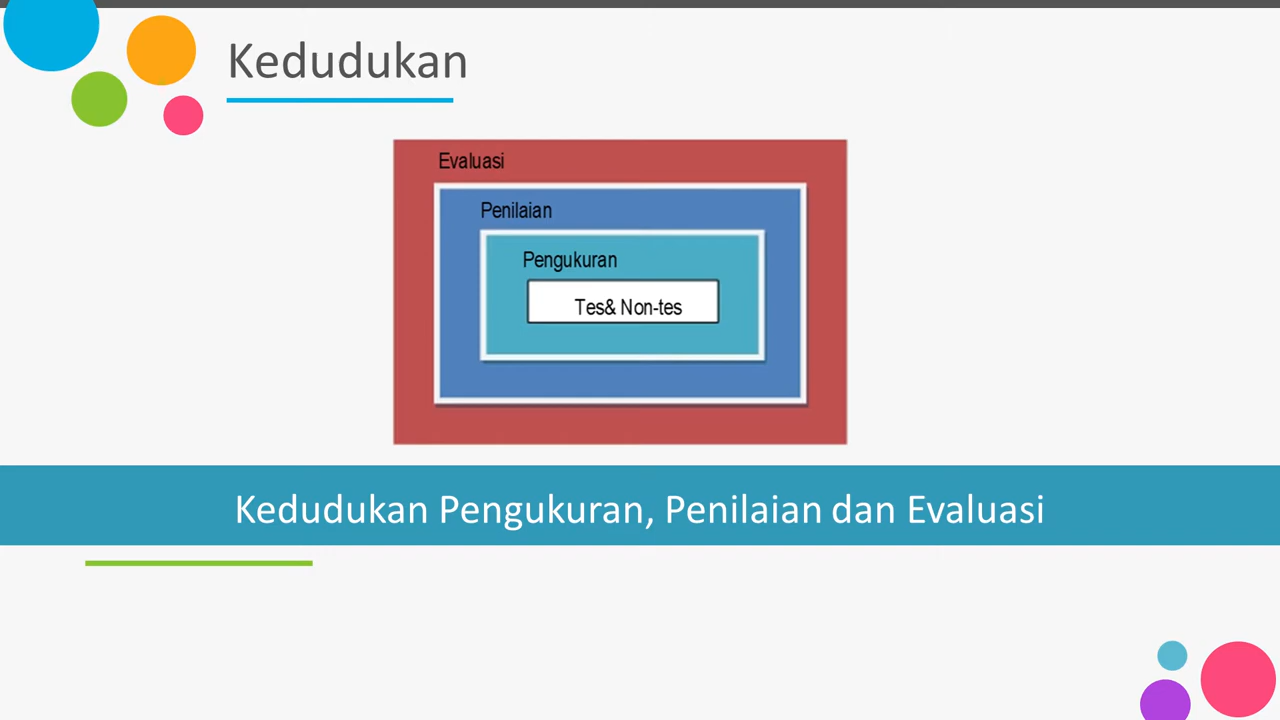 Kedudukan
Evaluasi
Penilaian
Pengukuran
Tes& Non-tes
Kedudukan Pengukuran, Penilaian dan Evaluasi